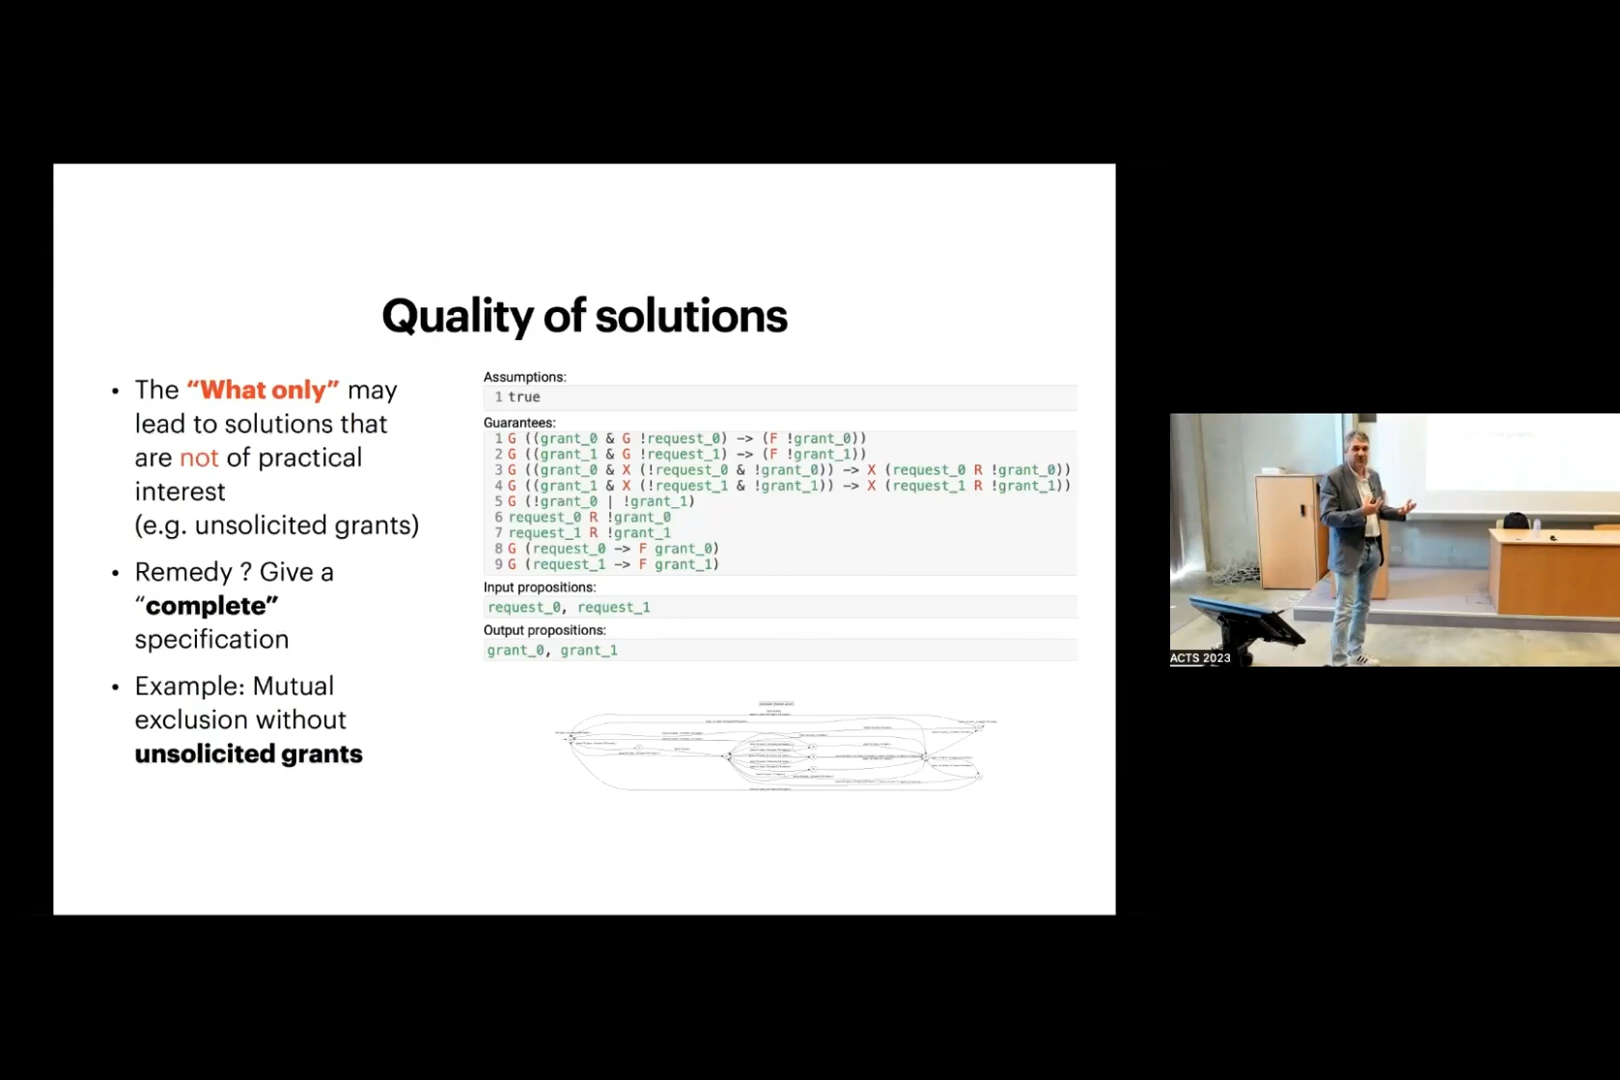 Quality of solutions
• The “What only” may
lead to solutions that
are not of practical
interest
(e.g. unsolicited grants)
• Remedy ? Give a
“complete”
specification
• Example: Mutual
exclusion without
unsolicited grants
Assumptions:
1 true
Guarantees:
1 G ((grant_0 & G !request_0) -> (F !grant_0))
2 G ((grant_1 & G !request_1) -> (F !grant_1))
3 G ((grant_0 & X (!request_0 & !grant_0)) -> X (request_0 R !grant_0))
4 G ((grant_1 & X (!request_1 & !grant_1)) -> X (request_1 R !grant_1))
5 G (!grant_0 | !grant_1)
6 request_0 R !grant_0
7 request_1 R !grant_1
8 G (request_0 -> F grant_0)
9 G (request_1 -> F grant_1)
Input propositions:
request_0, request_1
Output propositions:
grant_0, grant_1
ACTS 2023